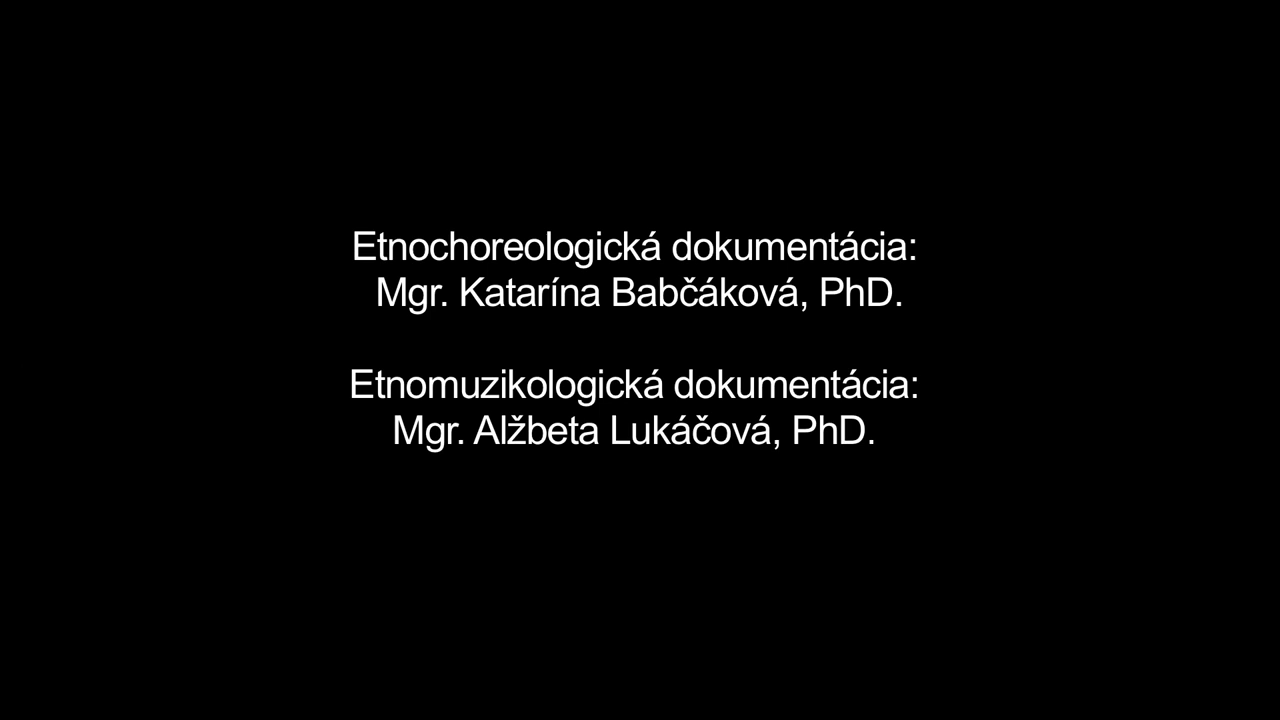 Etnochoreologická dokumentácia:
Mgr. Katarína Babčáková, PhD.
Etnomuzikologická dokumentácia:
Mgr. Alžbeta Lukáčová, PhD.